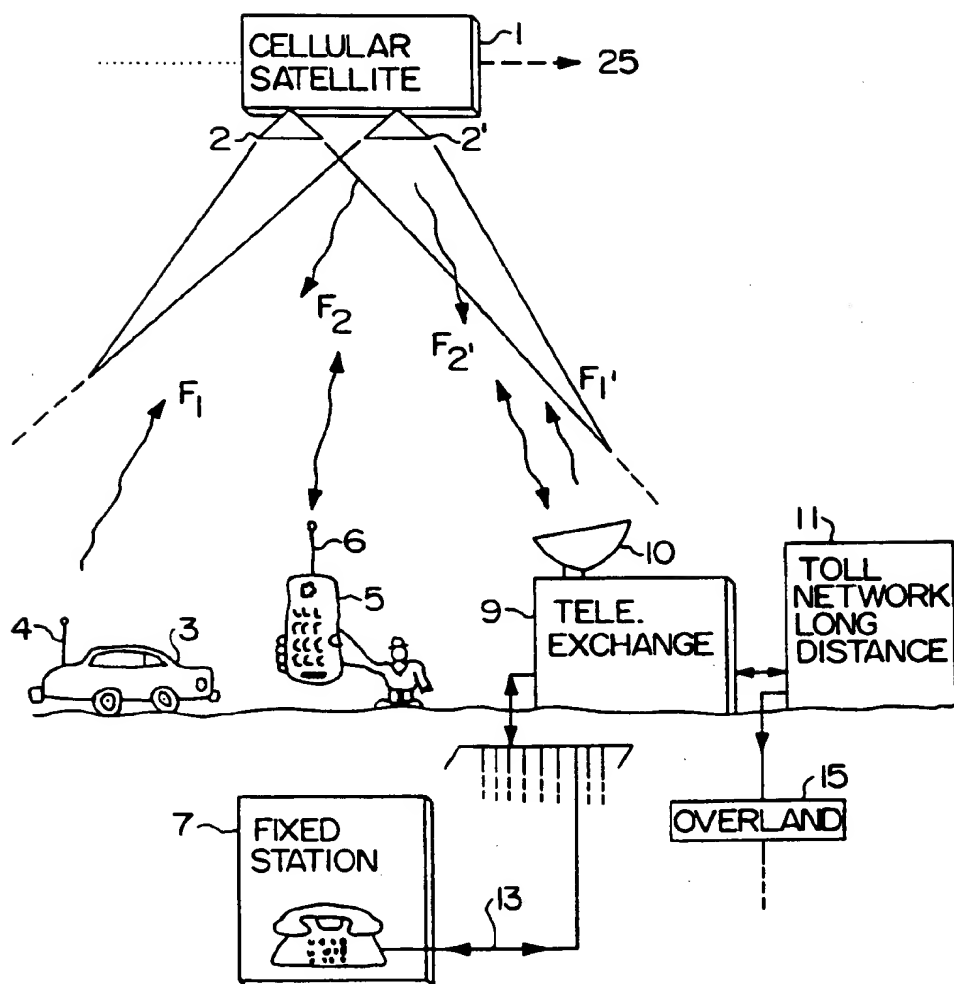 CELLULAR
SATELLITE
1
25
2
2'
F2
F2'
F1
F1'
6
5
4
3
10
9
TELE.
EXCHANGE
11
TOLL
NETWORK
LONG
DISTANCE
15
OVERLAND
7
FIXED
STATION
13